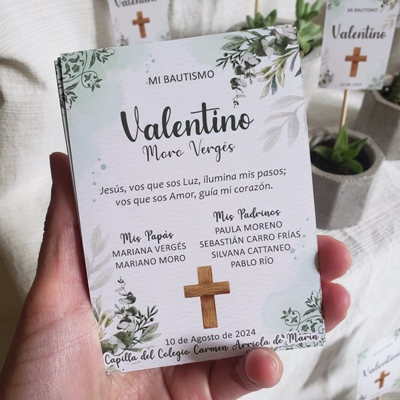 MI BAUTISMO
Valentino
Moro Vergés
Jesús, vos que sos Luz, ilumina mis pasos;
vos que sos Amor, guía mi corazón.
Mis Papás
MARIANA VERGÉS
MARIANO MORO
Mis Padrinos
PAULA MORENO
SEBASTIÁN CARRO FRÍAS
SILVANA CATTANEO
PABLO RÍO
10 de Agosto de 2024
Capilla del Colegio Carmen Arriola de Marín
MI BAUTISMO
Valentino
Valentino